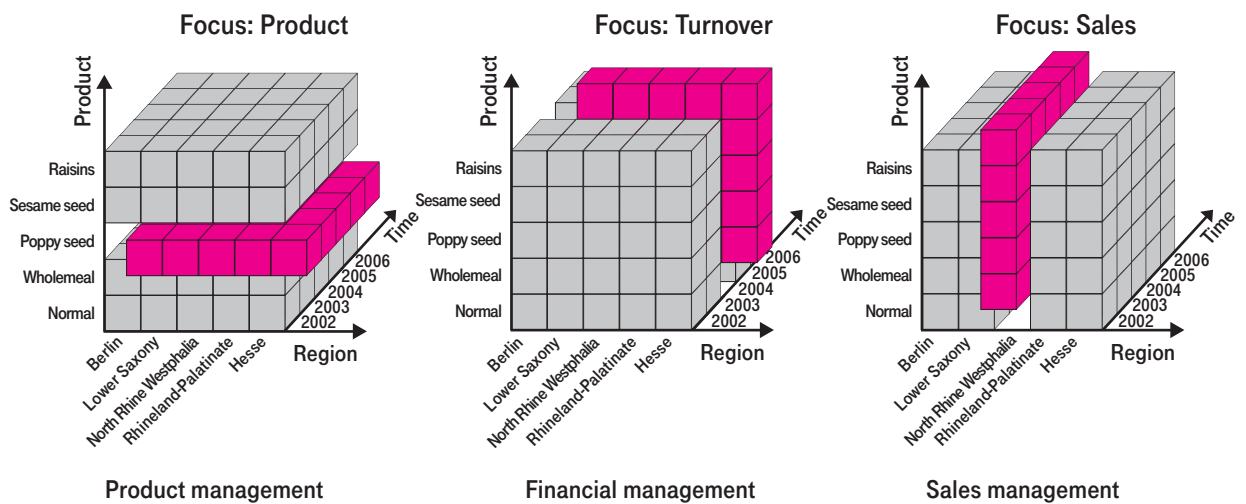 Focus: Product
Product
Raisins
Sesame seed
Poppy seed
Wholemeal
Normal
Time
2006
2005
2004
2003
2002
Region
Berlin
Lower Saxony
North Rhine Westphalia
Rhineland-Palatinate
Hesse
Product management
Focus: Turnover
Product
Raisins
Sesame seed
Poppy seed
Wholemeal
Normal
Time
2006
2005
2004
2003
2002
Region
Berlin
Lower Saxony
North Rhine Westphalia
Rhineland-Palatinate
Hesse
Financial management
Focus: Sales
Product
Raisins
Sesame seed
Poppy seed
Wholemeal
Normal
Time
2006
2005
2004
2003
2002
Region
Berlin
Lower Saxony
North Rhine Westphalia
Rhineland-Palatinate
Hesse
Sales management